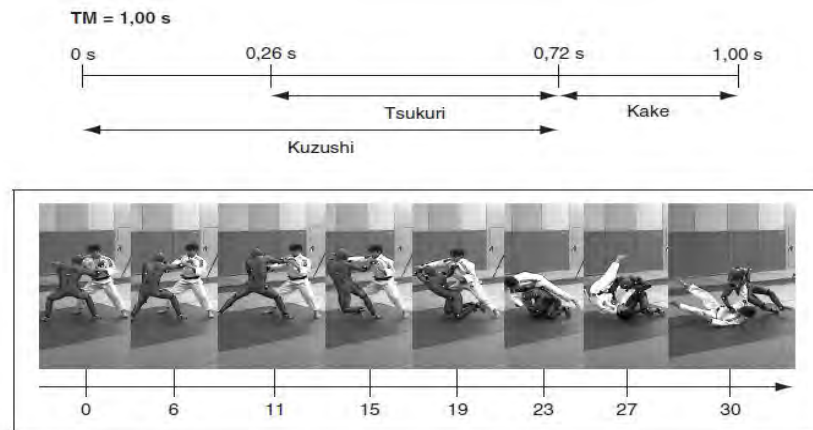 TM = 1,00 s
0 s 0,26 s 0,72 s 1,00 s
Tsukuri Kake
Kuzushi
0 6 11 15 19 23 27 30